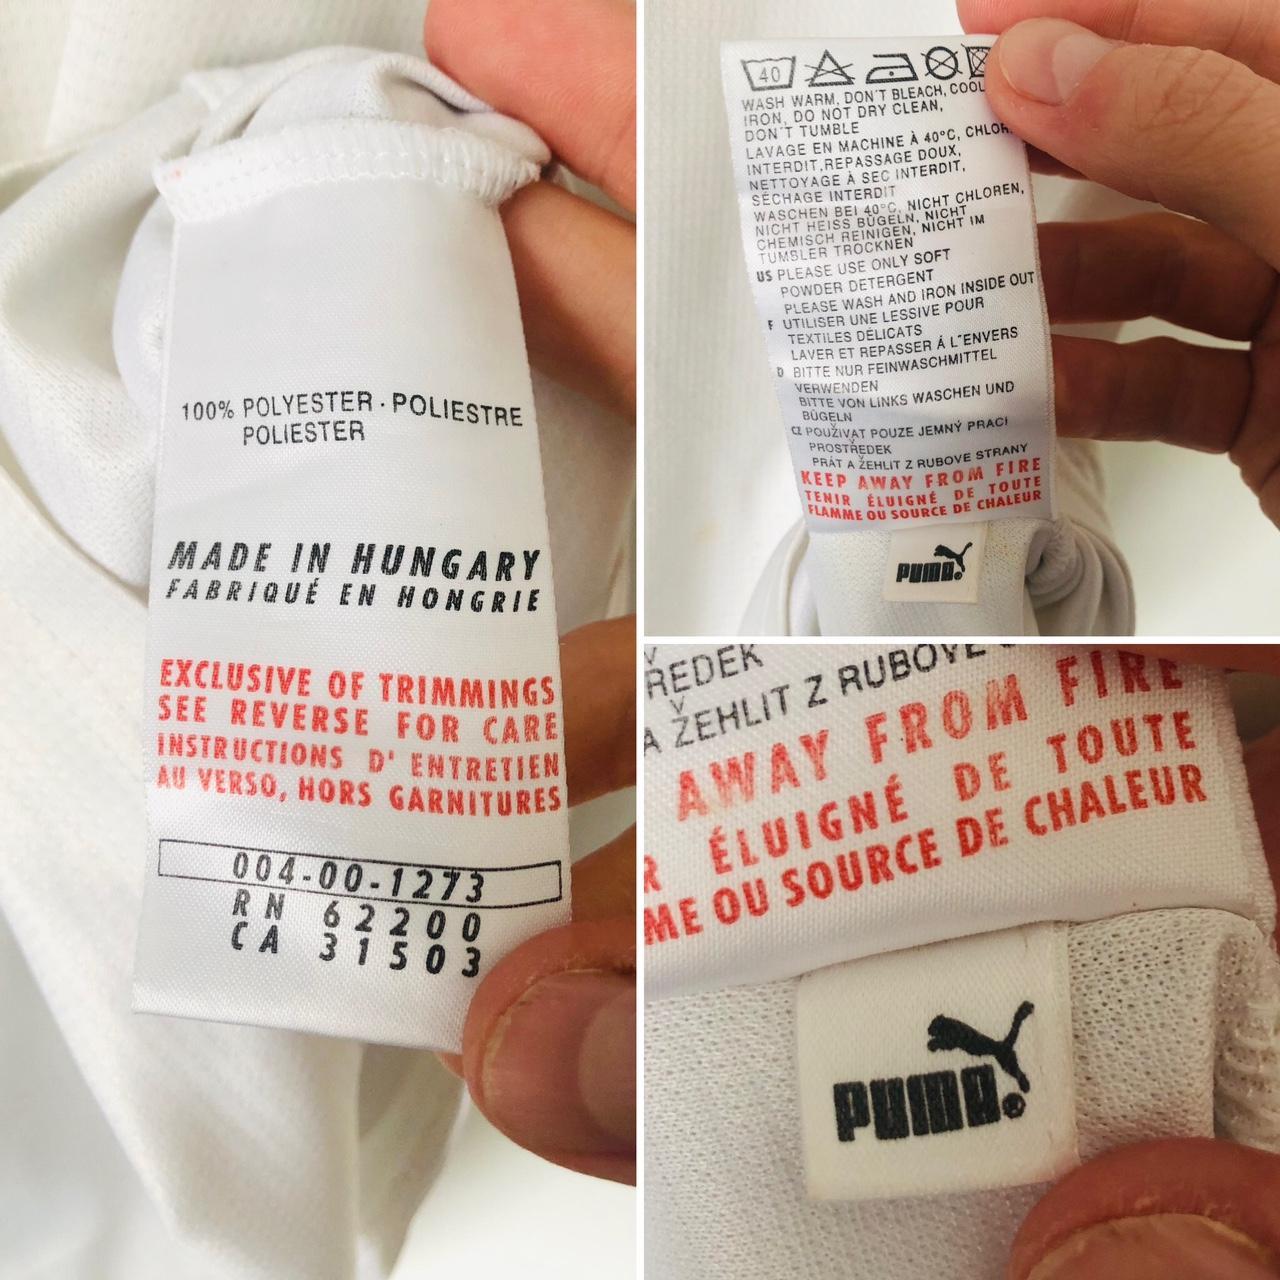 100% POLYESTER · POLIESTRE
POLIESTER
MADE IN HUNGARY
FABRIQUÉ EN HONGRIE
EXCLUSIVE OF TRIMMINGS
SEE REVERSE FOR CARE
INSTRUCTIONS D' ENTRETIEN
AU VERSO, HORS GARNITURES
004-00-1273
RN 62200
CA 31503
40
WASH WARM, DON'T BLEACH, COOL
IRON, DO NOT DRY CLEAN,
DON'T TUMBLE
LAVAGE EN MACHINE À 40°C, CHLOR.
INTERDIT,REPASSAGE DOUX,
NETTOYAGE À SEC INTERDIT,
SÉCHAGE INTERDIT
WASCHEN BEI 40°C, NICHT CHLOREN,
NICHT HEISS BÜGELN, NICHT
CHEMISCH REINIGEN, NICHT IM
TUMBLER TROCKNEN
US PLEASE USE ONLY SOFT
POWDER DETERGENT
PLEASE WASH AND IRON INSIDE OUT
F UTILISER UNE LESSIVE POUR
TEXTILES DÉLICATS
LAVER ET REPASSER Á L˝ENVERS
D BITTE NUR FEINWASCHMITTEL
VERWENDEN
BITTE VON LINKS WASCHEN UND
BÜGELN
CZ POUŽÍVAT POUZE JEMNÝ PRACI
PROSTŘEDEK
PRÁT A ŽEHLIT Z RUBOVE STRANY
KEEP AWAY FROM FIRE
TENIR ÉLUIGNÉ DE TOUTE
FLAMME OU SOURCE DE CHALEUR
PUMA®
ŘEDEK
A ŽEHLIT Z RUBOVE
AWAY FROM FIRE
R ÉLUIGNÉ DE TOUTE
ME OU SOURCE DE CHALEUR
PUMA®